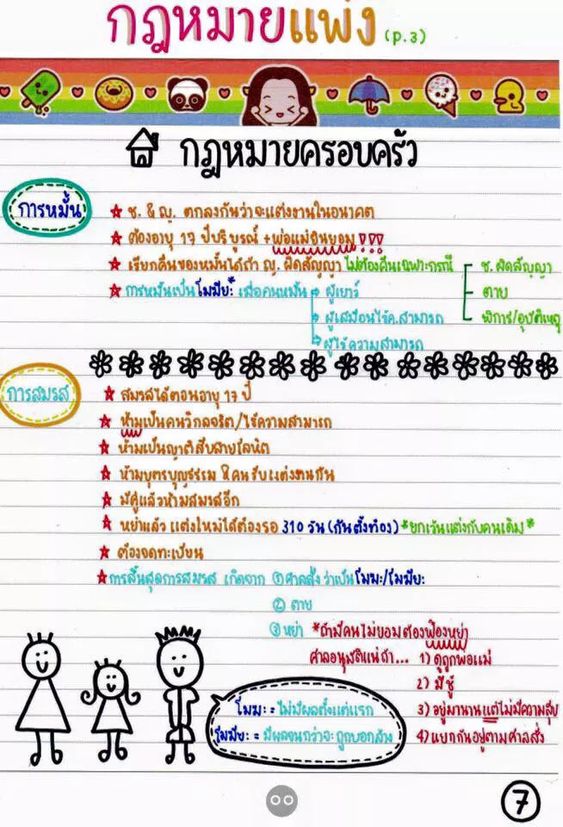 กฎหมายแพ่ง (P.3)
กฎหมายครอบครัว
การหมั้น
★ ช. & ญ. ตกลงกันว่าจะแต่งงานในอนาคต
★ ต้องอายุ 17 ปีบริบูรณ์ + พ่อแม่ยินยอม !!!
★ เรียกคืนของหมั้นได้ถ้า ญ. ผิดสัญญา ไม่ต้องคืนเฉพาะกรณี ช. ผิดสัญญา
ตาย
พิการ/อุบัติเหตุ
★ การหมั้นเป็นโมฆียะ* เมื่อคนหมั้น → ผู้เยาว์
→ ผู้เสมือนไร้ค.สามารถ
→ ผู้ไร้ความสามารถ
การสมรส
★ สมรสได้ตอนอายุ 17 ปี
★ ห้ามเป็นคนวิกลจริต/ไร้ความสามารถ
★ ห้ามเป็นญาติสืบสายโลหิต
★ ห้ามบุตรบุญธรรม & คนรับแต่งงานกัน
★ มีคู่แล้วห้ามสมรสอีก
★ หย่าแล้ว แต่งใหม่ได้ต้องรอ 310 วัน (กันตั้งท้อง) *ยกเว้นแต่งกับคนเดิม*
★ ต้องจดทะเบียน
★ การสิ้นสุดการสมรส เกิดจาก ① ศาลสั่งว่าเป็นโมฆะ/โมฆียะ
② ตาย
③ หย่า *ถ้ามีคนไม่ยอมต้องฟ้องหย่า
ศาลอนุมัติแน่ถ้า... 1) ดูถูกพ่อแม่
2) มีชู้
3) อยู่มานานแต่ไม่มีความสุข
4) แยกกันอยู่ตามศาลสั่ง
โมฆะ = ไม่มีผลตั้งแต่แรก
โมฆียะ = มีผลจนกว่าจะถูกบอกล้าง
7